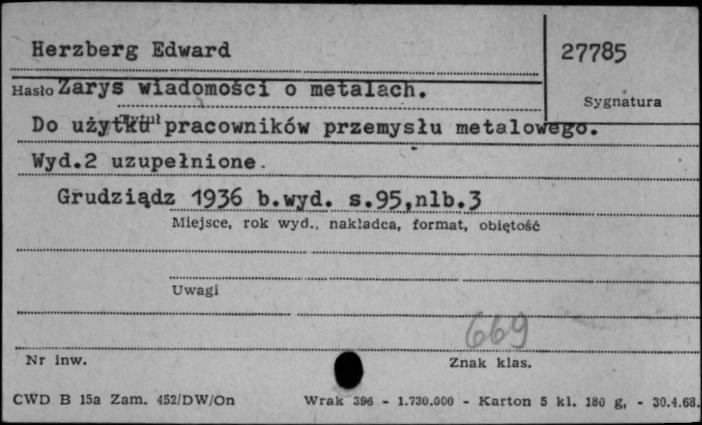 Herzberg Edward
27785
Hasło Zarys wiadomości o metalach.
Sygnatura
Tytuł
Do użytku pracowników przemysłu metalowego.
Wyd.2 uzupełnione.
Grudziądz 1936 b.wyd. s.95,nlb.3
Miejsce, rok wyd., nakładca, format, objętość
Uwagi
669
Nr inw.
Znak klas.
CWD B 15a Zam. 452/DW/On Wrak 396 - 1.730.000 - Karton 5 kl. 180 g, - 30.4.68.